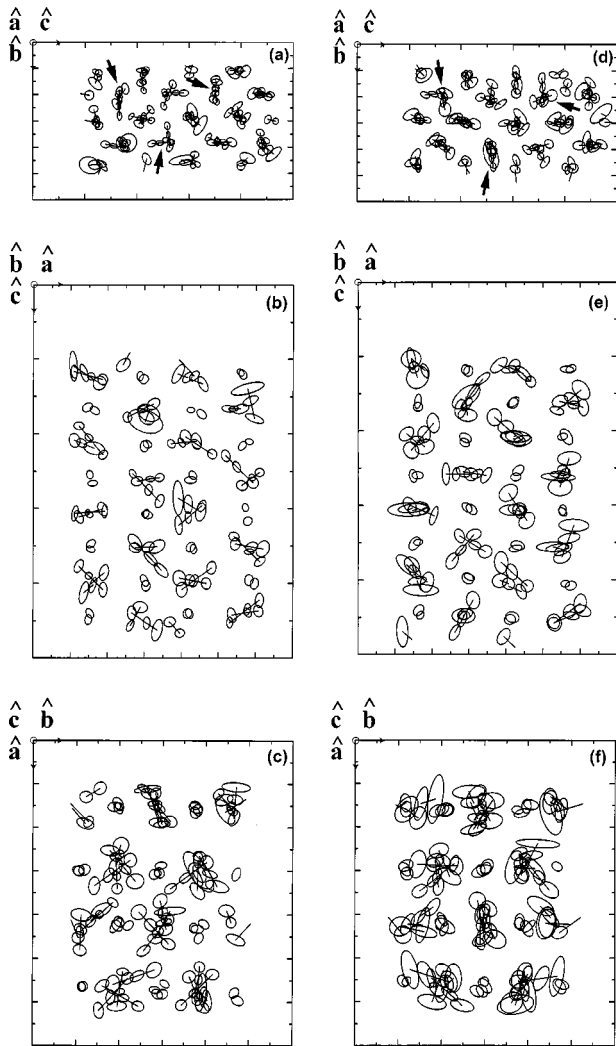 â ĉ
b̂
(a)
â ĉ
b̂
(d)
b̂ â
ĉ
(b)
b̂ â
ĉ
(e)
ĉ b̂
â
(c)
ĉ b̂
â
(f)